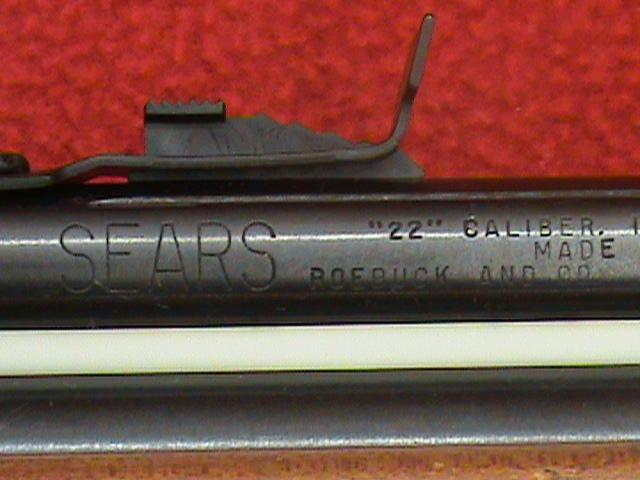 SEARS
"22" CALIBER.
MADE
ROEBUCK AND CO.